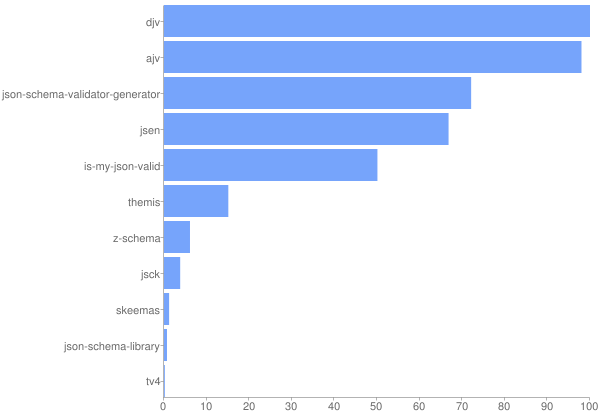 djv
ajv
json-schema-validator-generator
jsen
is-my-json-valid
themis
z-schema
jsck
skeemas
json-schema-library
tv4
0 10 20 30 40 50 60 70 80 90 100